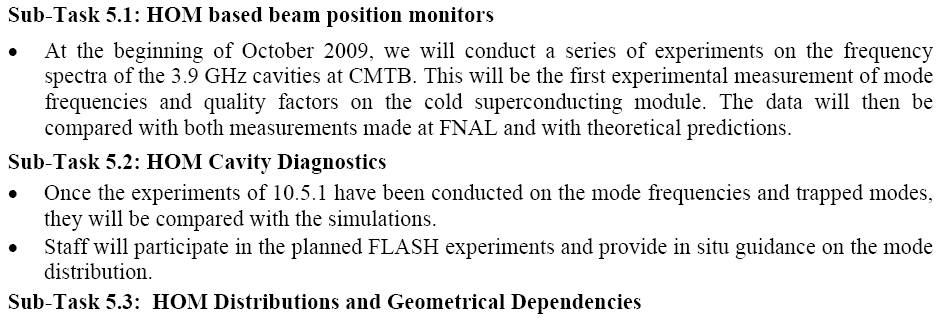 Sub-Task 5.1: HOM based beam position monitors
• At the beginning of October 2009, we will conduct a series of experiments on the frequency
spectra of the 3.9 GHz cavities at CMTB. This will be the first experimental measurement of mode
frequencies and quality factors on the cold superconducting module. The data will then be
compared with both measurements made at FNAL and with theoretical predictions.
Sub-Task 5.2: HOM Cavity Diagnostics
• Once the experiments of 10.5.1 have been conducted on the mode frequencies and trapped modes,
they will be compared with the simulations.
• Staff will participate in the planned FLASH experiments and provide in situ guidance on the mode
distribution.
Sub-Task 5.3: HOM Distributions and Geometrical Dependencies